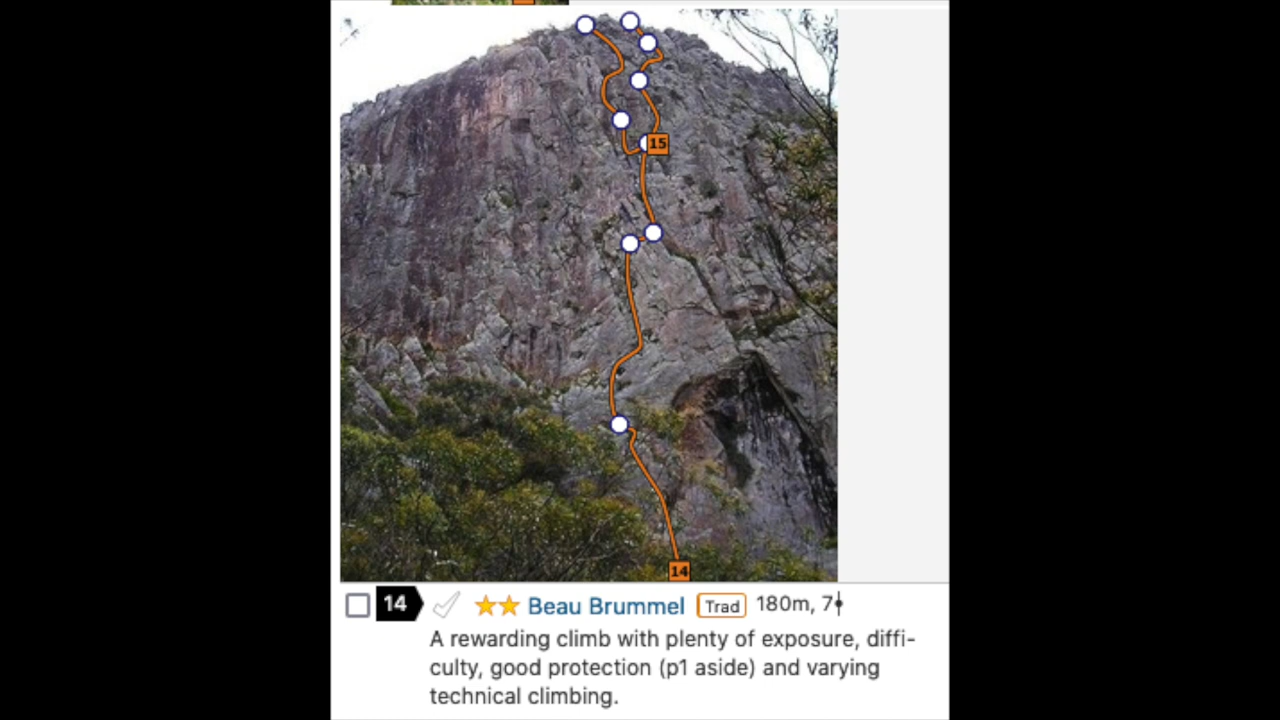 15
14
14 Beau Brummel Trad 180m, 7
A rewarding climb with plenty of exposure, diffi-
culty, good protection (p1 aside) and varying
technical climbing.